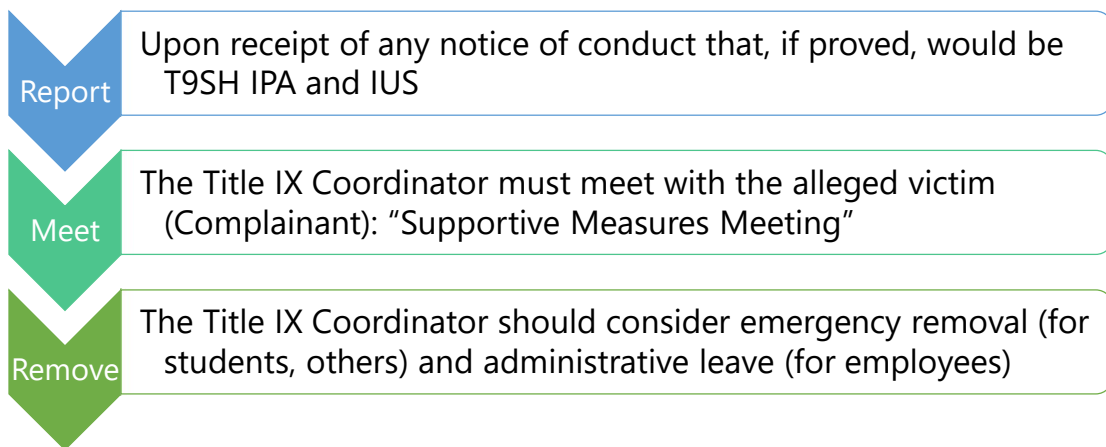 Report
Upon receipt of any notice of conduct that, if proved, would be
T9SH IPA and IUS
Meet
The Title IX Coordinator must meet with the alleged victim
(Complainant): “Supportive Measures Meeting”
Remove
The Title IX Coordinator should consider emergency removal (for
students, others) and administrative leave (for employees)